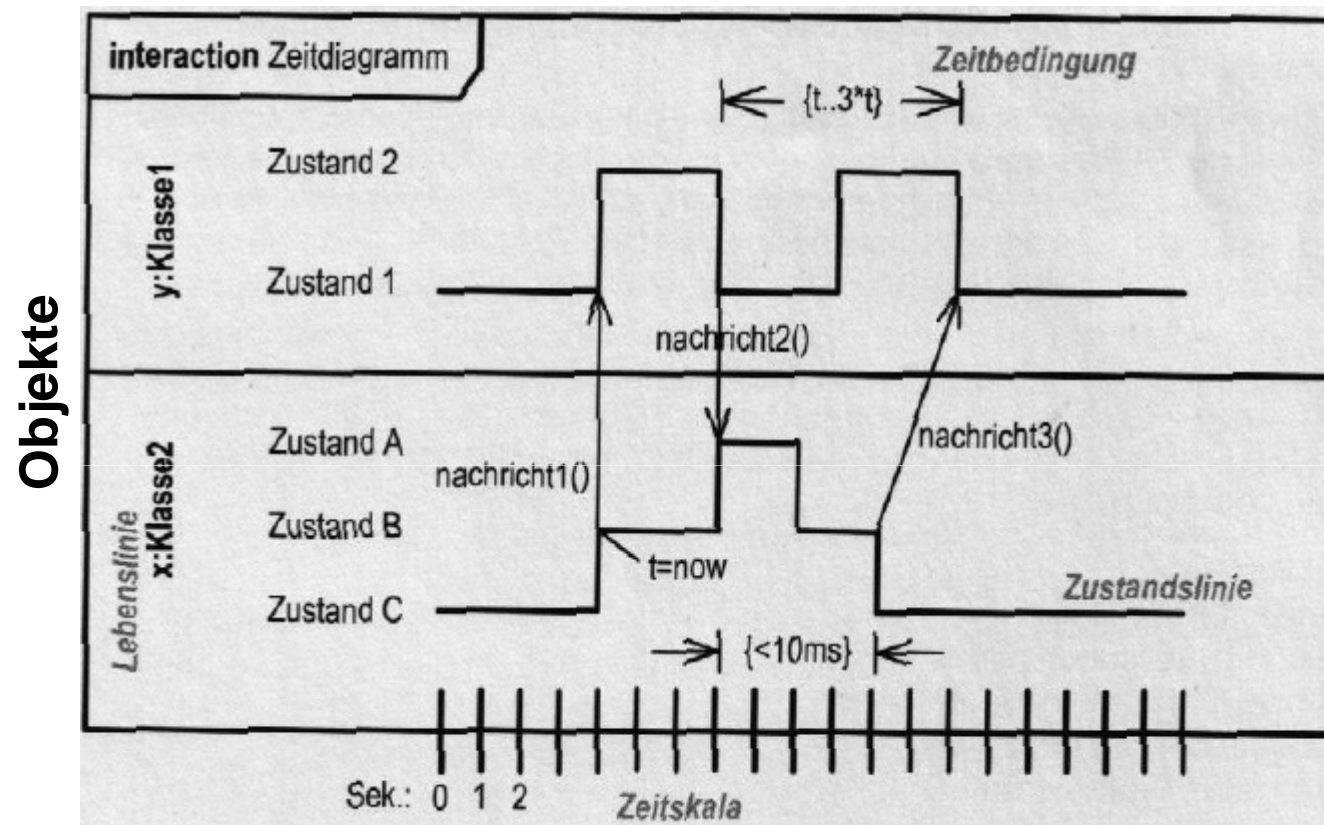 interaction Zeitdiagramm
Zeitbedingung
{t..3*t}
Zustand 2
y:Klasse1
Zustand 1
nachricht2()
Objekte
Zustand A
nachricht3()
nachricht1()
x:Klasse2
Lebenslinie
Zustand B
t=now
Zustandslinie
Zustand C
{<10ms}
Sek.: 0 1 2
Zeitskala